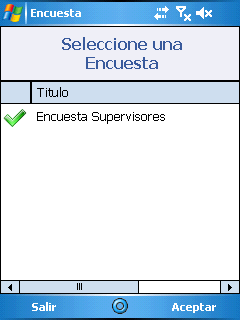 Encuesta
Seleccione una
Encuesta
Titulo
Encuesta Supervisores
Salir
Aceptar